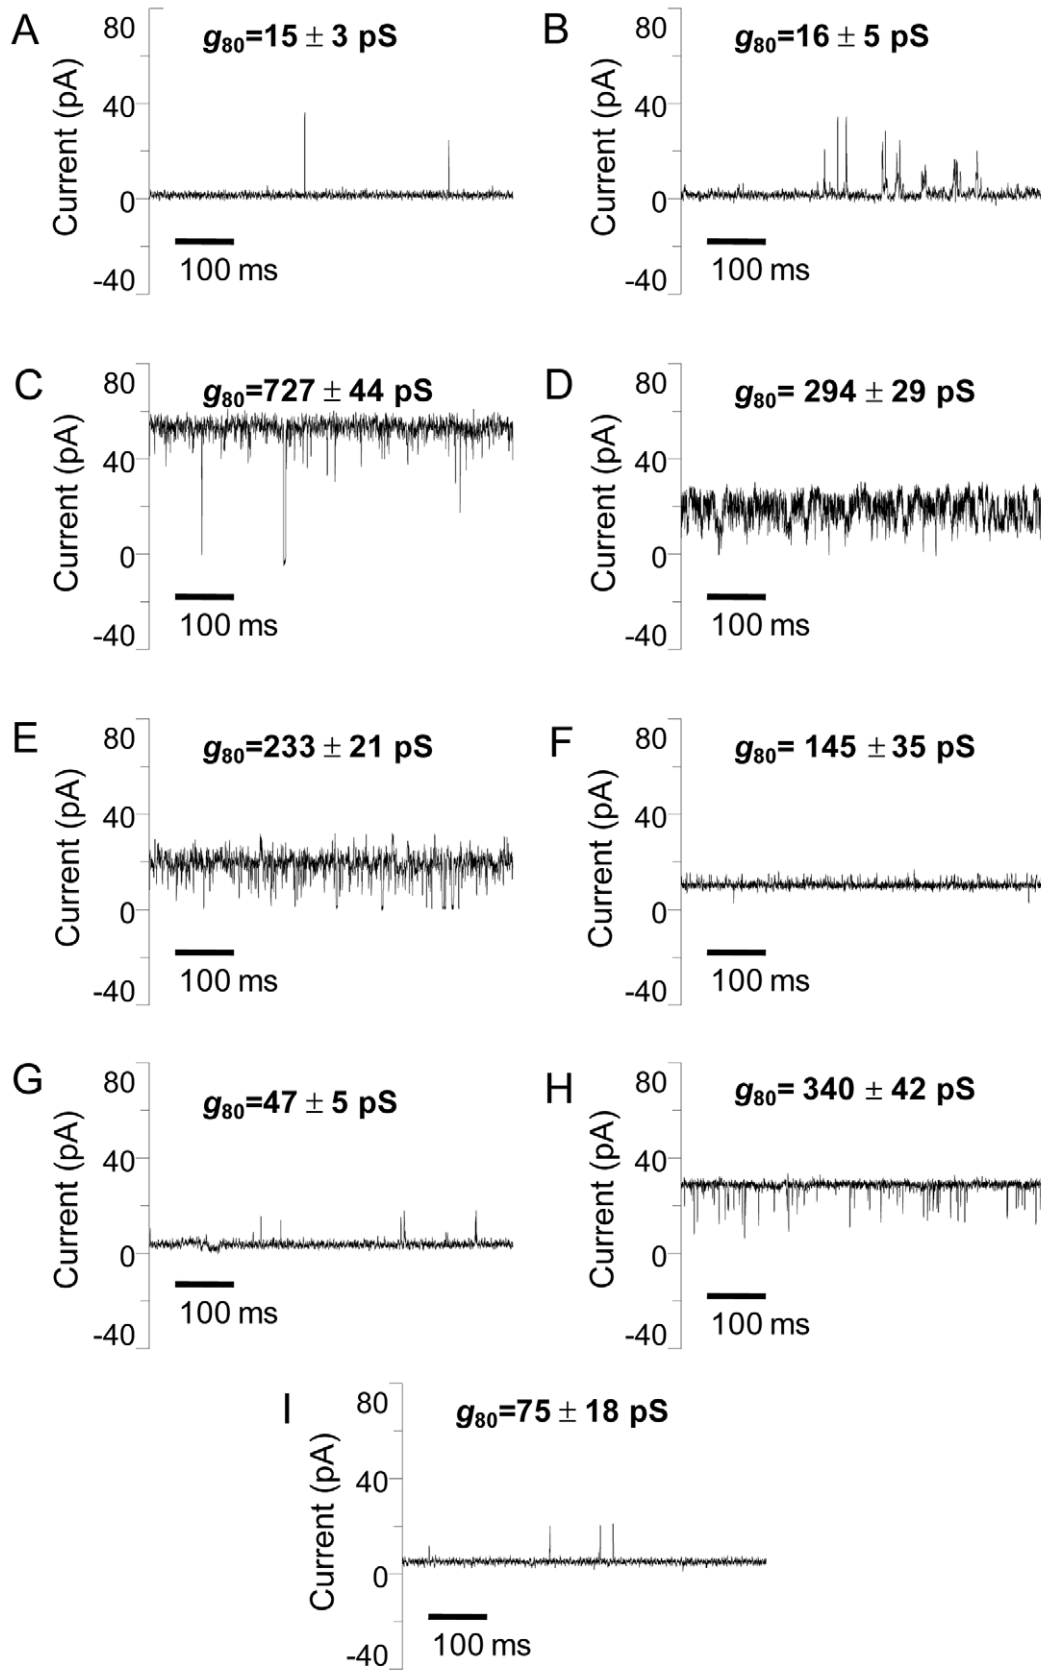 A
g80=15 ± 3 pS
80
40
0
-40
Current (pA)
100 ms
B
g80=16 ± 5 pS
80
40
0
-40
Current (pA)
100 ms
C
g80=727 ± 44 pS
80
40
0
-40
Current (pA)
100 ms
D
g80= 294 ± 29 pS
80
40
0
-40
Current (pA)
100 ms
E
g80=233 ± 21 pS
80
40
0
-40
Current (pA)
100 ms
F
g80= 145 ± 35 pS
80
40
0
-40
Current (pA)
100 ms
G
g80=47 ± 5 pS
80
40
0
-40
Current (pA)
100 ms
H
g80= 340 ± 42 pS
80
40
0
-40
Current (pA)
100 ms
I
g80=75 ± 18 pS
80
40
0
-40
Current (pA)
100 ms